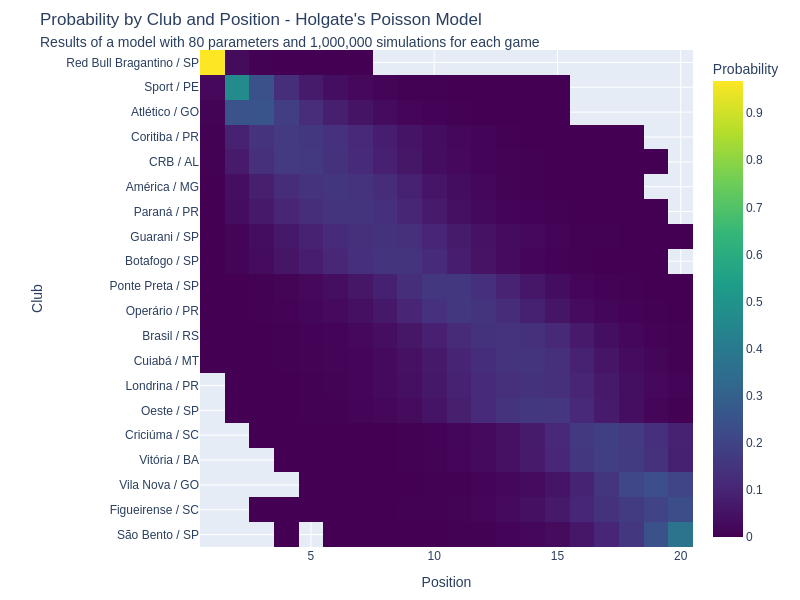 Probability by Club and Position - Holgate's Poisson Model
Results of a model with 80 parameters and 1,000,000 simulations for each game
Probability
Club
Red Bull Bragantino / SP
Sport / PE
Atlético / GO
Coritiba / PR
CRB / AL
América / MG
Paraná / PR
Guarani / SP
Botafogo / SP
Ponte Preta / SP
Operário / PR
Brasil / RS
Cuiabá / MT
Londrina / PR
Oeste / SP
Criciúma / SC
Vitória / BA
Vila Nova / GO
Figueirense / SC
São Bento / SP
0.9
0.8
0.7
0.6
0.5
0.4
0.3
0.2
0.1
0
5 10 15 20
Position